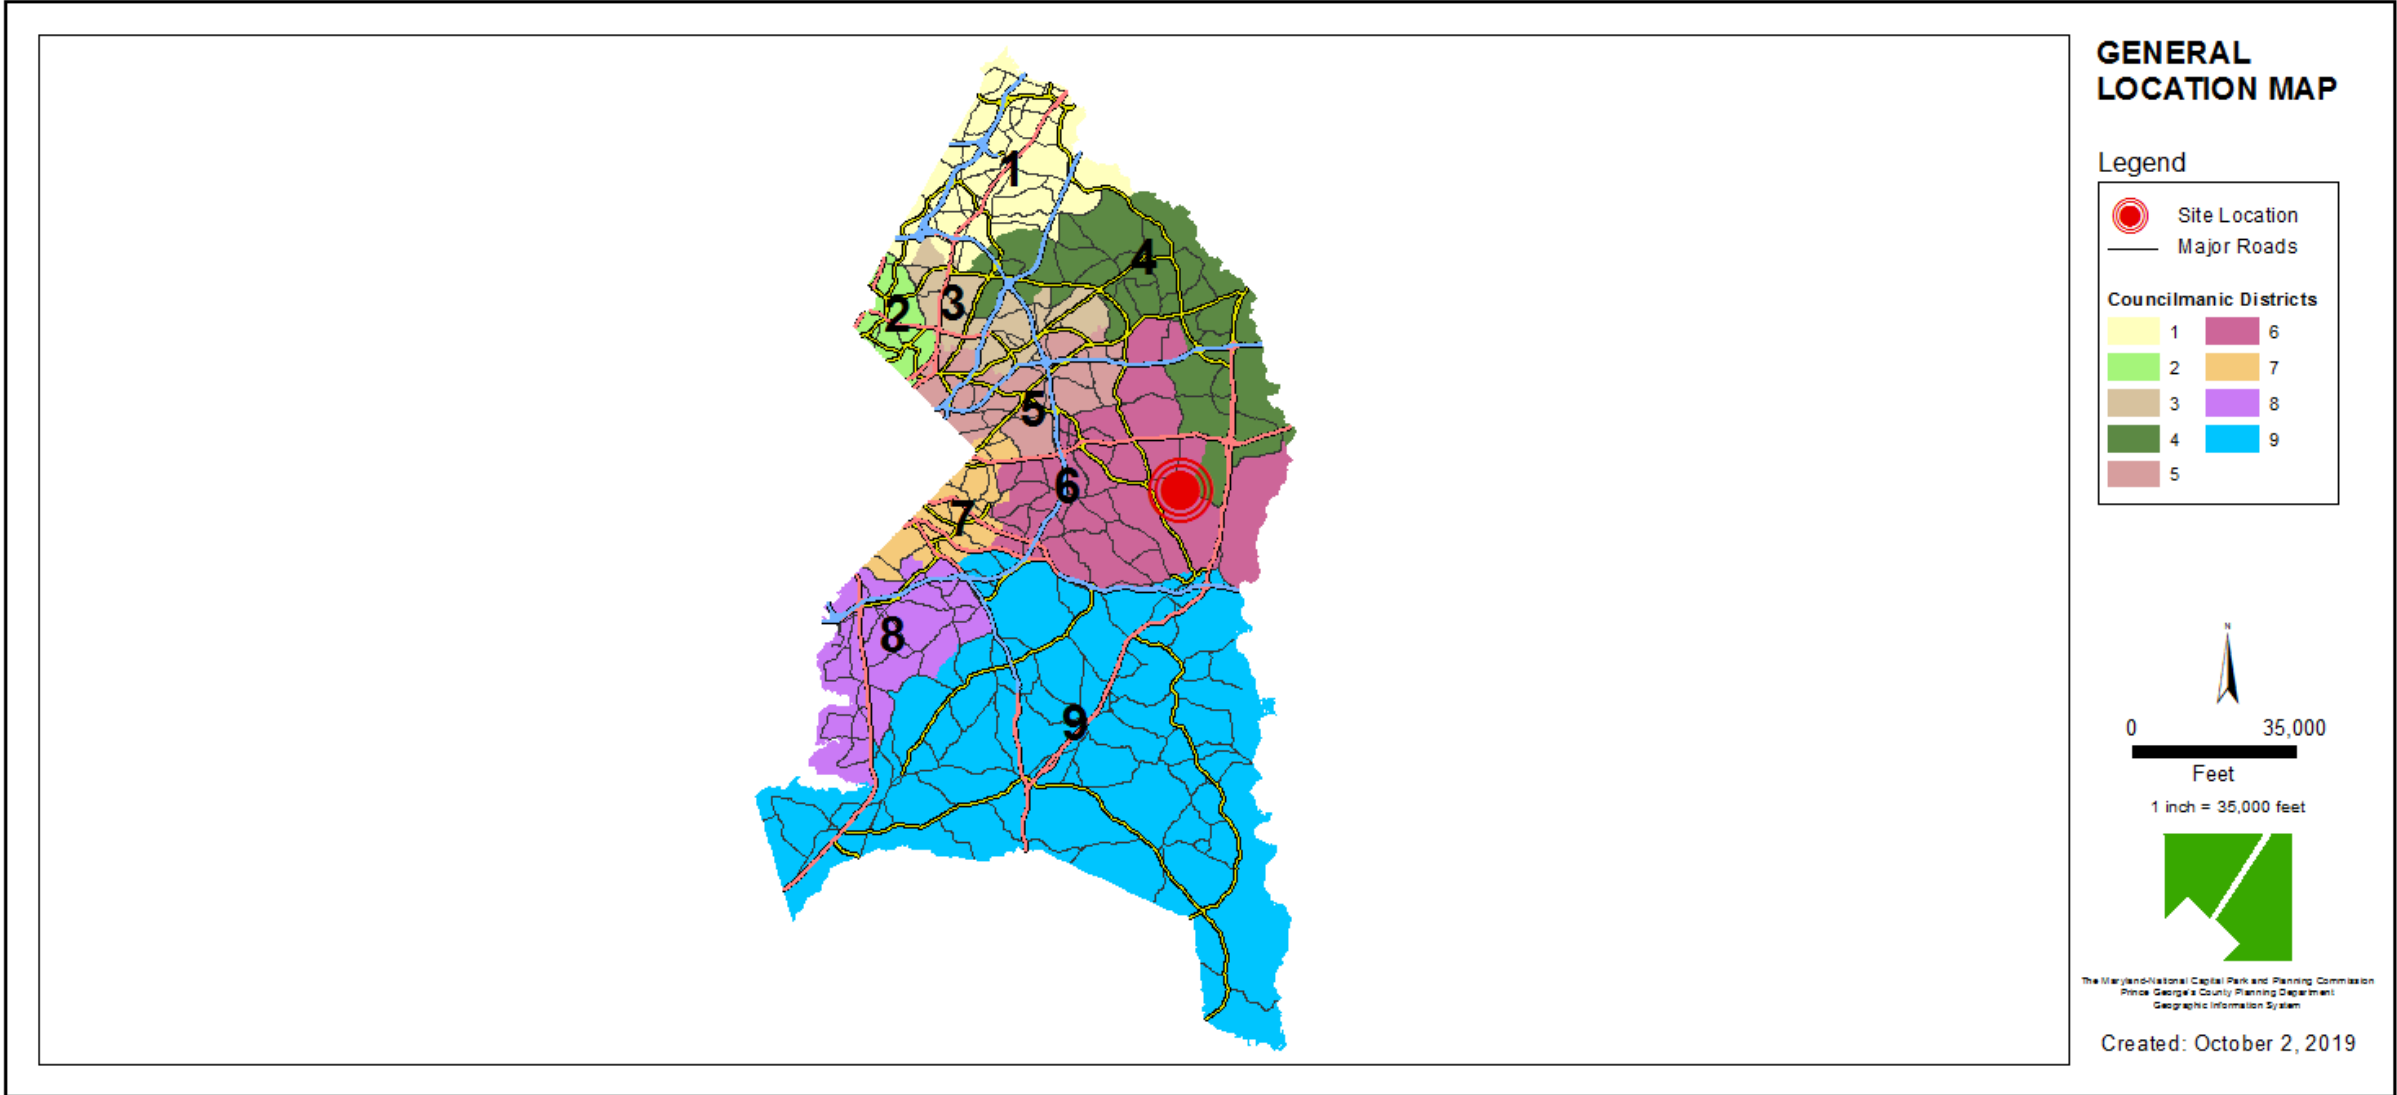 GENERAL
LOCATION MAP
Legend
Site Location
Major Roads
Councilmanic Districts
1 6
2 7
3 8
4 9
5
1
4
2
3
5
6
7
8
9
N
0 35,000
Feet
1 inch = 35,000 feet
The Maryland-National Capital Park and Planning Commission
Prince George's County Planning Department
Geographic Information System
Created: October 2, 2019